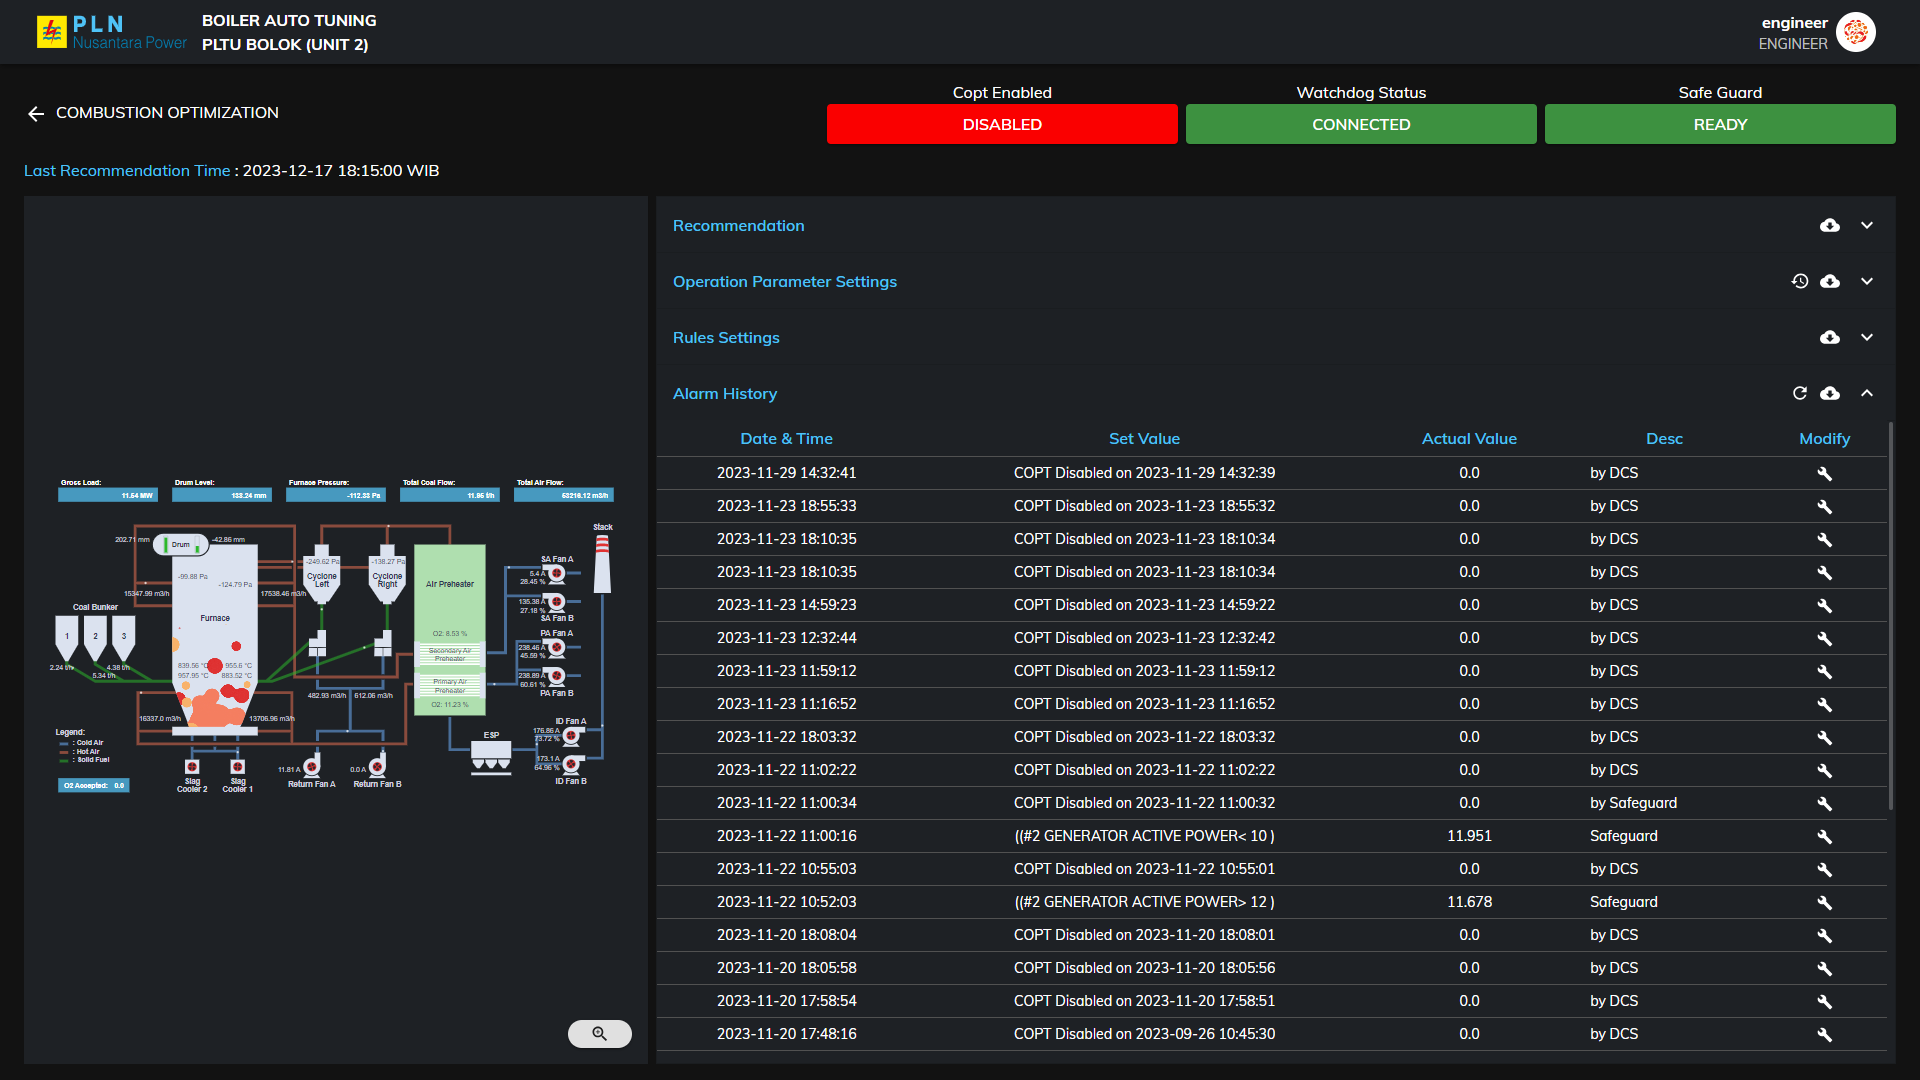 PLN
Nusantara Power
BOILER AUTO TUNING
PLTU BOLOK (UNIT 2)
engineer
ENGINEER
COMBUSTION OPTIMIZATION
Copt Enabled
DISABLED
Watchdog Status
CONNECTED
Safe Guard
READY
Last Recommendation Time : 2023-12-17 18:15:00 WIB
Gross Load:
11.54 MW
Drum Level:
133.24 mm
Furnace Pressure:
-112.33 Pa
Total Coal Flow:
11.96 t/h
Total Air Flow:
53216.12 m3/h
202.71 mm
Drum
-42.86 mm
-99.88 Pa
-124.79 Pa
15347.99 m3/h
17538.46 m3/h
Furnace
Coal Bunker
1 2 3
2.24 t/h
5.34 t/h
4.38 t/h
839.56 °C
955.6 °C
957.95 °C
883.52 °C
16337.0 m3/h
13706.96 m3/h
-249.62 Pa
Cyclone
Left
-138.27 Pa
Cyclone
Right
482.93 m3/h
612.06 m3/h
Air Preheater
O2: 8.53 %
Secondary Air
Preheater
Primary Air
Preheater
O2: 11.23 %
Stack
SA Fan A
5.4 A
28.45 %
135.38 A
27.18 %
SA Fan B
PA Fan A
238.46 A
45.59 %
238.89 A
60.61 %
PA Fan B
ID Fan A
176.86 A
73.72 %
173.1 A
64.96 %
ID Fan B
ESP
Legend:
: Cold Air
: Hot Air
: Solid Fuel
O2 Accepted: 0.0
Slag
Cooler 2
Slag
Cooler 1
11.81 A
Return Fan A
0.0 A
Return Fan B
Recommendation
Operation Parameter Settings
Rules Settings
Alarm History
Date & Time Set Value Actual Value Desc Modify
2023-11-29 14:32:41 COPT Disabled on 2023-11-29 14:32:39 0.0 by DCS
2023-11-23 18:55:33 COPT Disabled on 2023-11-23 18:55:32 0.0 by DCS
2023-11-23 18:10:35 COPT Disabled on 2023-11-23 18:10:34 0.0 by DCS
2023-11-23 18:10:35 COPT Disabled on 2023-11-23 18:10:34 0.0 by DCS
2023-11-23 14:59:23 COPT Disabled on 2023-11-23 14:59:22 0.0 by DCS
2023-11-23 12:32:44 COPT Disabled on 2023-11-23 12:32:42 0.0 by DCS
2023-11-23 11:59:12 COPT Disabled on 2023-11-23 11:59:12 0.0 by DCS
2023-11-23 11:16:52 COPT Disabled on 2023-11-23 11:16:52 0.0 by DCS
2023-11-22 18:03:32 COPT Disabled on 2023-11-22 18:03:32 0.0 by DCS
2023-11-22 11:02:22 COPT Disabled on 2023-11-22 11:02:22 0.0 by DCS
2023-11-22 11:00:34 COPT Disabled on 2023-11-22 11:00:32 0.0 by Safeguard
2023-11-22 11:00:16 ((#2 GENERATOR ACTIVE POWER< 10 ) 11.951 Safeguard
2023-11-22 10:55:03 COPT Disabled on 2023-11-22 10:55:01 0.0 by DCS
2023-11-22 10:52:03 ((#2 GENERATOR ACTIVE POWER> 12 ) 11.678 Safeguard
2023-11-20 18:08:04 COPT Disabled on 2023-11-20 18:08:01 0.0 by DCS
2023-11-20 18:05:58 COPT Disabled on 2023-11-20 18:05:56 0.0 by DCS
2023-11-20 17:58:54 COPT Disabled on 2023-11-20 17:58:51 0.0 by DCS
2023-11-20 17:48:16 COPT Disabled on 2023-09-26 10:45:30 0.0 by DCS